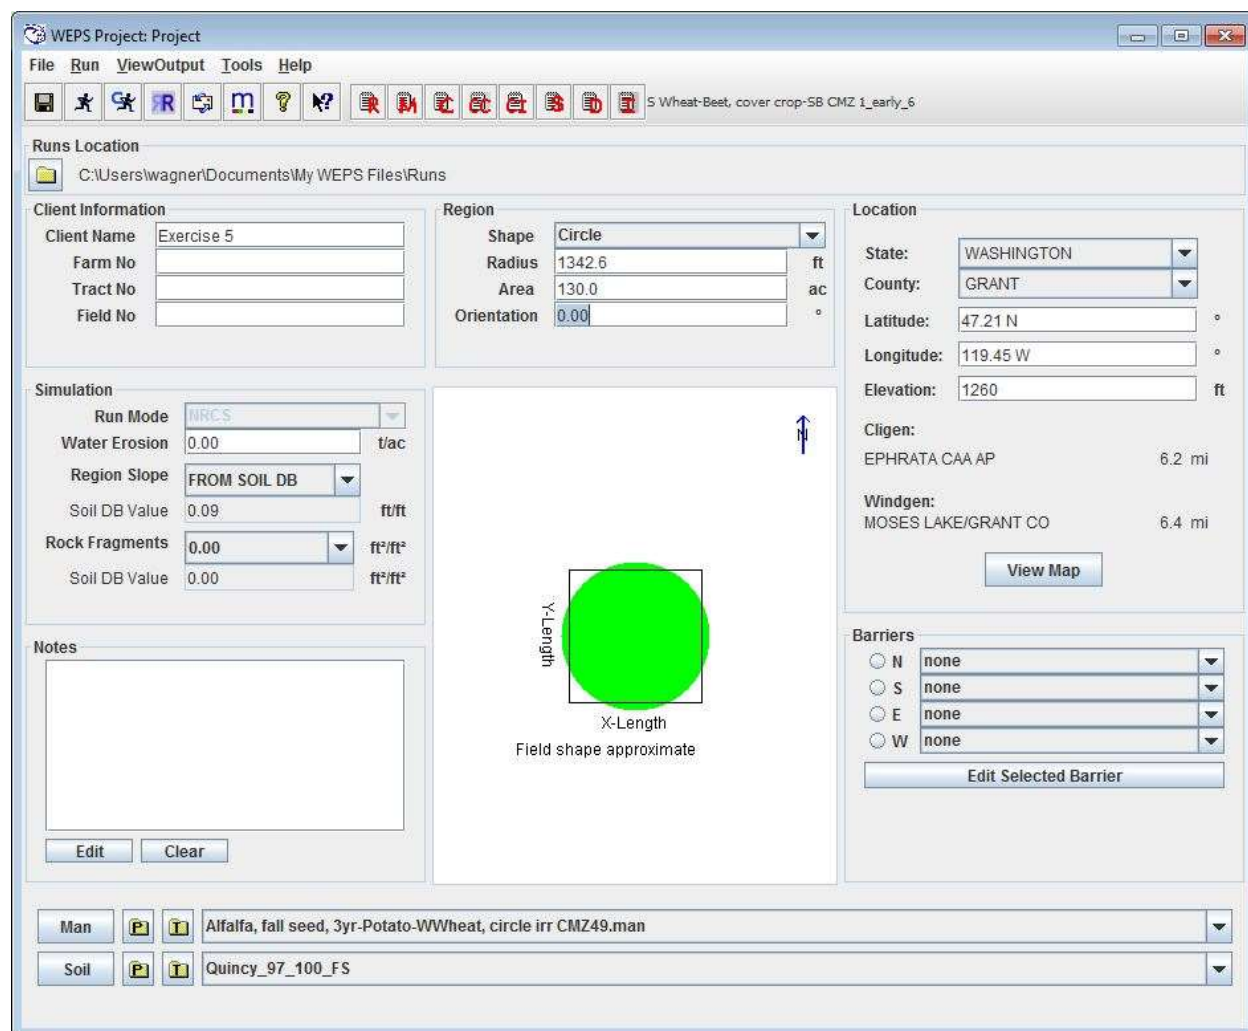 WEPS Project: Project
File Run ViewOutput Tools Help
R m ? ? R M C S D S Wheat-Beet, cover crop-SB CMZ 1_early_6
Runs Location
C:\Users\wagner\Documents\My WEPS Files\Runs
Client Information
Client Name Exercise 5
Farm No
Tract No
Field No
Region
Shape Circle
Radius 1342.6 ft
Area 130.0 ac
Orientation 0.00 °
Location
State: WASHINGTON
County: GRANT
Latitude: 47.21 N °
Longitude: 119.45 W °
Elevation: 1260 ft
Cligen:
EPHRATA CAA AP 6.2 mi
Windgen:
MOSES LAKE/GRANT CO 6.4 mi
View Map
Simulation
Run Mode NRCS
Water Erosion 0.00 t/ac
Region Slope FROM SOIL DB
Soil DB Value 0.09 ft/ft
Rock Fragments 0.00 ft²/ft²
Soil DB Value 0.00 ft²/ft²
N
Y-Length
X-Length
Field shape approximate
Notes
Edit Clear
Barriers
N none
S none
E none
W none
Edit Selected Barrier
Man P T Alfalfa, fall seed, 3yr-Potato-WWheat, circle irr CMZ49.man
Soil P T Quincy_97_100_FS